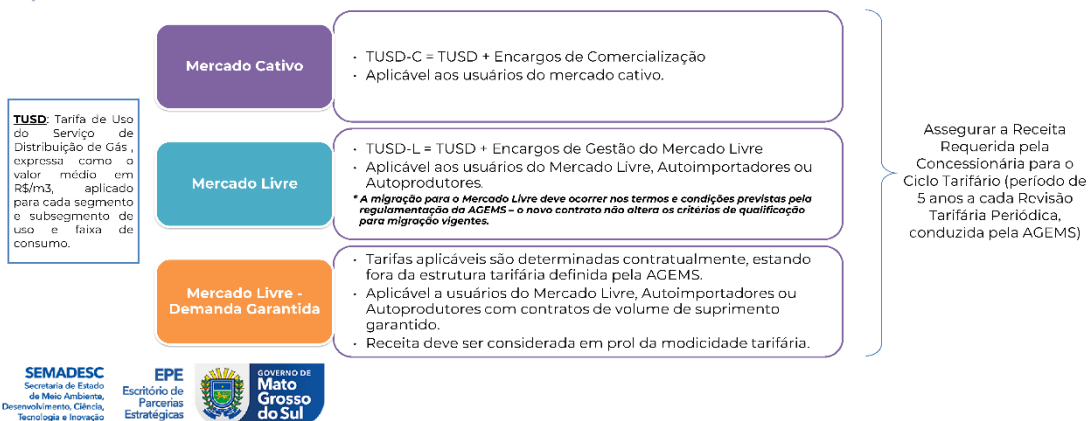 TUSD: Tarifa de Uso
do Serviço de
Distribuição de Gás ,
expressa como o
valor médio em
R$/m3, aplicado
para cada segmento
e subsegmento de
uso e faixa de
consumo.
Mercado Cativo
• TUSD-C = TUSD + Encargos de Comercialização
• Aplicável aos usuários do mercado cativo.
Mercado Livre
• TUSD-L = TUSD + Encargos de Gestão do Mercado Livre
• Aplicável aos usuários do Mercado Livre, Autoimportadores ou
Autoprodutores.
* A migração para o Mercado Livre deve ocorrer nos termos e condições previstas pela
regulamentação da AGEMS – o novo contrato não altera os critérios de qualificação
para migração vigentes.
Mercado Livre -
Demanda Garantida
• Tarifas aplicáveis são determinadas contratualmente, estando
fora da estrutura tarifária definida pela AGEMS.
• Aplicável a usuários do Mercado Livre, Autoimportadores ou
Autoprodutores com contratos de volume de suprimento
garantido.
• Receita deve ser considerada em prol da modicidade tarifária.
Assegurar a Receita
Requerida pela
Concessionária para o
Ciclo Tarifário (período de
5 anos a cada Revisão
Tarifária Periódica,
conduzida pela AGEMS)
SEMADESC
Secretaria de Estado
de Meio Ambiente,
Desenvolvimento, Ciência,
Tecnologia e Inovação
EPE
Escritório de
Parcerias
Estratégicas
GOVERNO DE
Mato
Grosso
do Sul